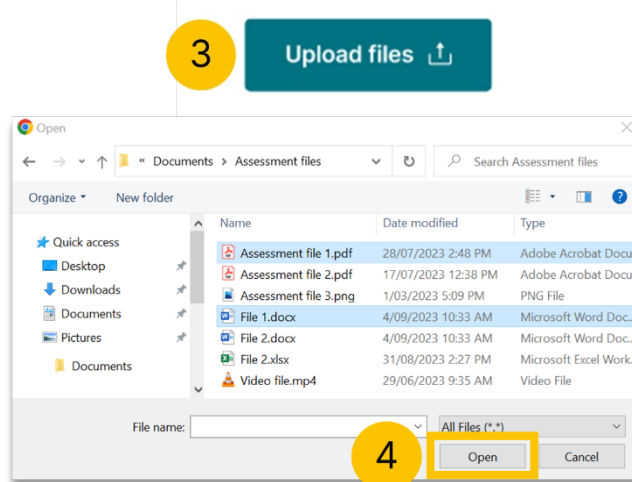 3 Upload files
Open
« Documents > Assessment files Search Assessment files
Organize New folder ?
Name Date modified Type
Quick access
Desktop
Downloads
Documents
Pictures
Documents
Assessment file 1.pdf 28/07/2023 2:48 PM Adobe Acrobat Docu
Assessment file 2.pdf 17/07/2023 12:38 PM Adobe Acrobat Docu
Assessment file 3.png 1/03/2023 5:09 PM PNG File
File 1.docx 4/09/2023 10:33 AM Microsoft Word Doc...
File 2.docx 4/09/2023 10:33 AM Microsoft Word Doc...
File 2.xlsx 31/08/2023 2:27 PM Microsoft Excel Work.
Video file.mp4 29/06/2023 9:35 AM Video File
File name: All Files (*.*)
4 Open Cancel